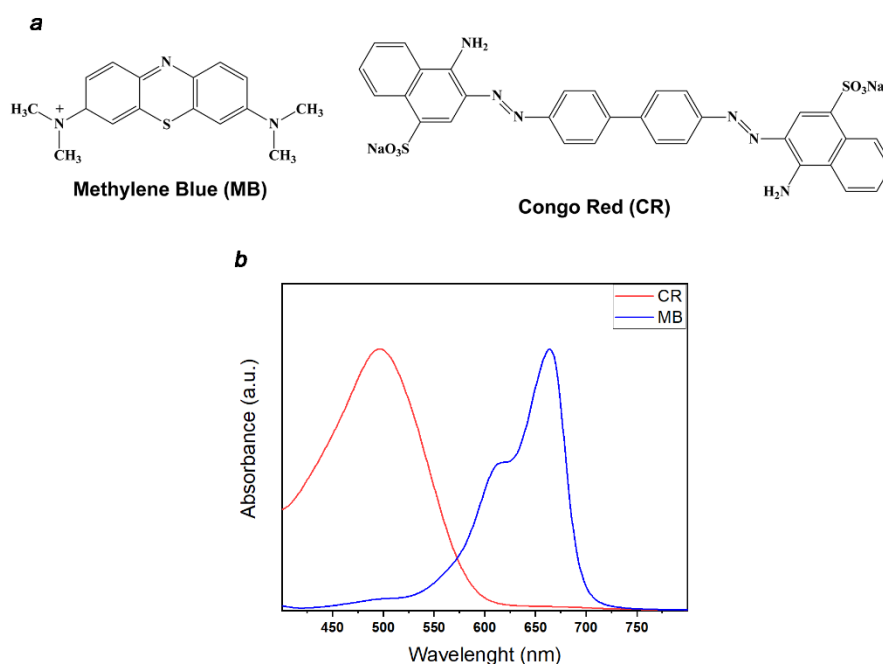 a
N
S
H₃C
N
+
CH₃
N
CH₃
CH₃
Methylene Blue (MB)
NH₂
N
N
NaO₃S
N
N
SO₃Na
H₂N
Congo Red (CR)
b
CR
MB
Absorbance (a.u.)
450 500 550 600 650 700 750
Wavelenght (nm)